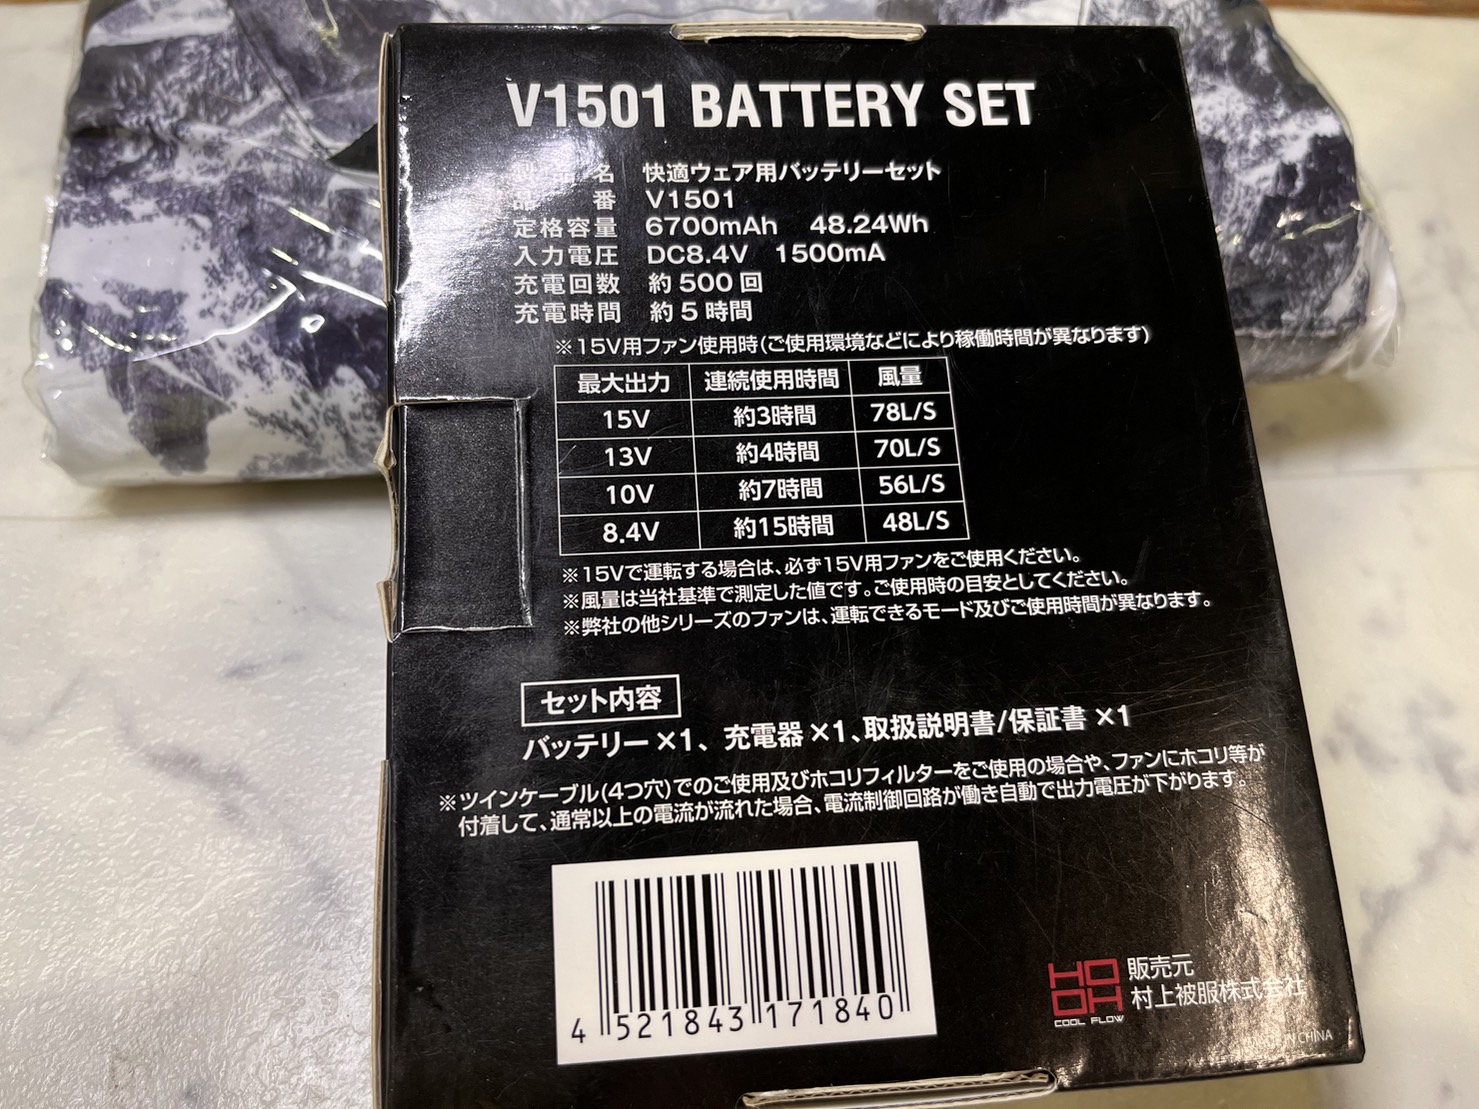 V1501 BATTERY SET
製品名 快適ウェア用バッテリーセット
品番 V1501
定格容量 6700mAh 48.24Wh
入力電圧 DC8.4V 1500mA
充電回数 約500回
充電時間 約5時間
※15V用ファン使用時(ご使用環境などにより稼働時間が異なります)
最大出力 連続使用時間 風量
15V 約3時間 78L/S
13V 約4時間 70L/S
10V 約7時間 56L/S
8.4V 約15時間 48L/S
※15Vで運転する場合は、必ず15V用ファンをご使用ください。
※風量は当社基準で測定した値です。ご使用時の目安としてください。
※弊社の他シリーズのファンは、運転できるモード及びご使用時間が異なります。
セット内容
バッテリー×1、充電器×1、取扱説明書/保証書×1
※ツインケーブル(4つ穴)でのご使用及びホコリフィルターをご使用の場合や、ファンにホコリ等が
付着して、通常以上の電流が流れた場合、電流制御回路が働き自動で出力電圧が下がります。
4 521843 171840
HOOH
COOL FLOW
販売元
村上被服株式会社
IN CHINA